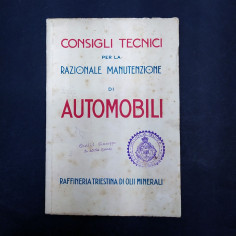 CONSIGLI TECNICI
PER LA
RAZIONALE MANUTENZIONE
DI
AUTOMOBILI
RAFFINERIA TRIESTINA DI OLII MINERALI